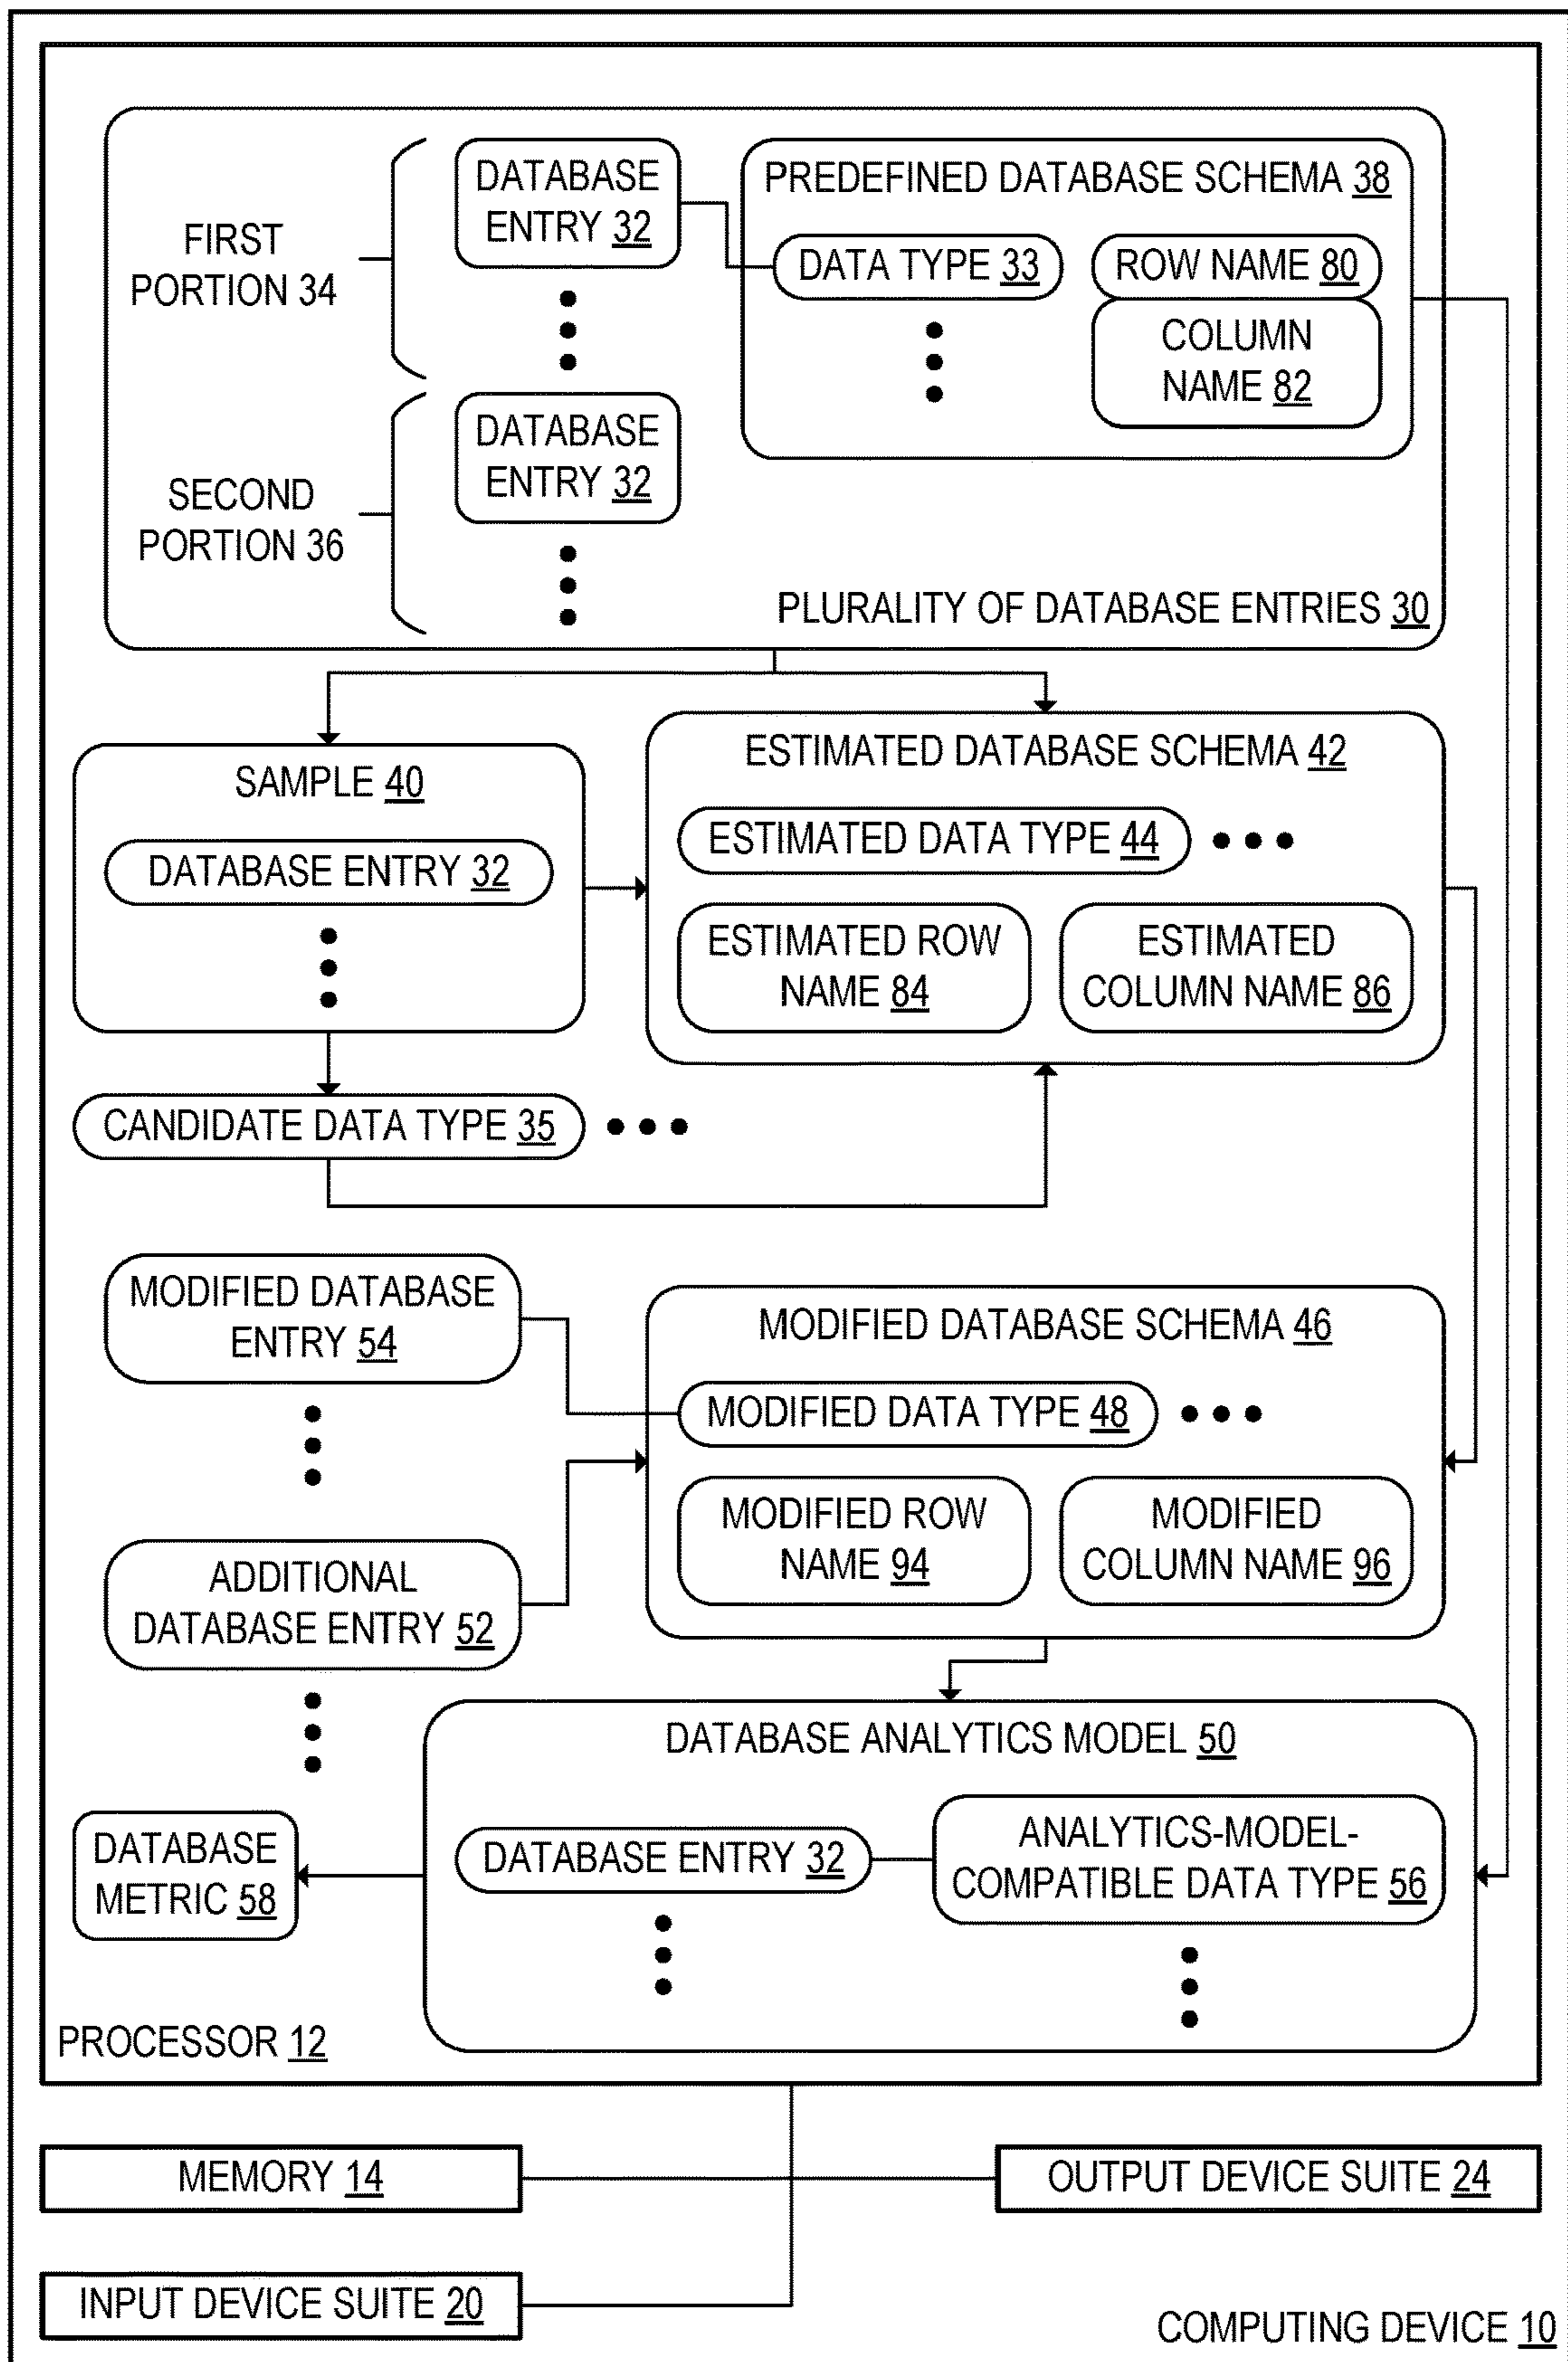 DATABASE
ENTRY 32
PREDEFINED DATABASE SCHEMA 38
FIRST
PORTION 34
DATA TYPE 33
ROW NAME 80
COLUMN
NAME 82
DATABASE
ENTRY 32
SECOND
PORTION 36
PLURALITY OF DATABASE ENTRIES 30
SAMPLE 40
DATABASE ENTRY 32
ESTIMATED DATABASE SCHEMA 42
ESTIMATED DATA TYPE 44
ESTIMATED ROW
NAME 84
ESTIMATED
COLUMN NAME 86
CANDIDATE DATA TYPE 35
MODIFIED DATABASE
ENTRY 54
MODIFIED DATABASE SCHEMA 46
MODIFIED DATA TYPE 48
MODIFIED ROW
NAME 94
MODIFIED
COLUMN NAME 96
ADDITIONAL
DATABASE ENTRY 52
DATABASE ANALYTICS MODEL 50
DATABASE ENTRY 32
ANALYTICS-MODEL-
COMPATIBLE DATA TYPE 56
DATABASE
METRIC 58
PROCESSOR 12
MEMORY 14
OUTPUT DEVICE SUITE 24
INPUT DEVICE SUITE 20
COMPUTING DEVICE 10